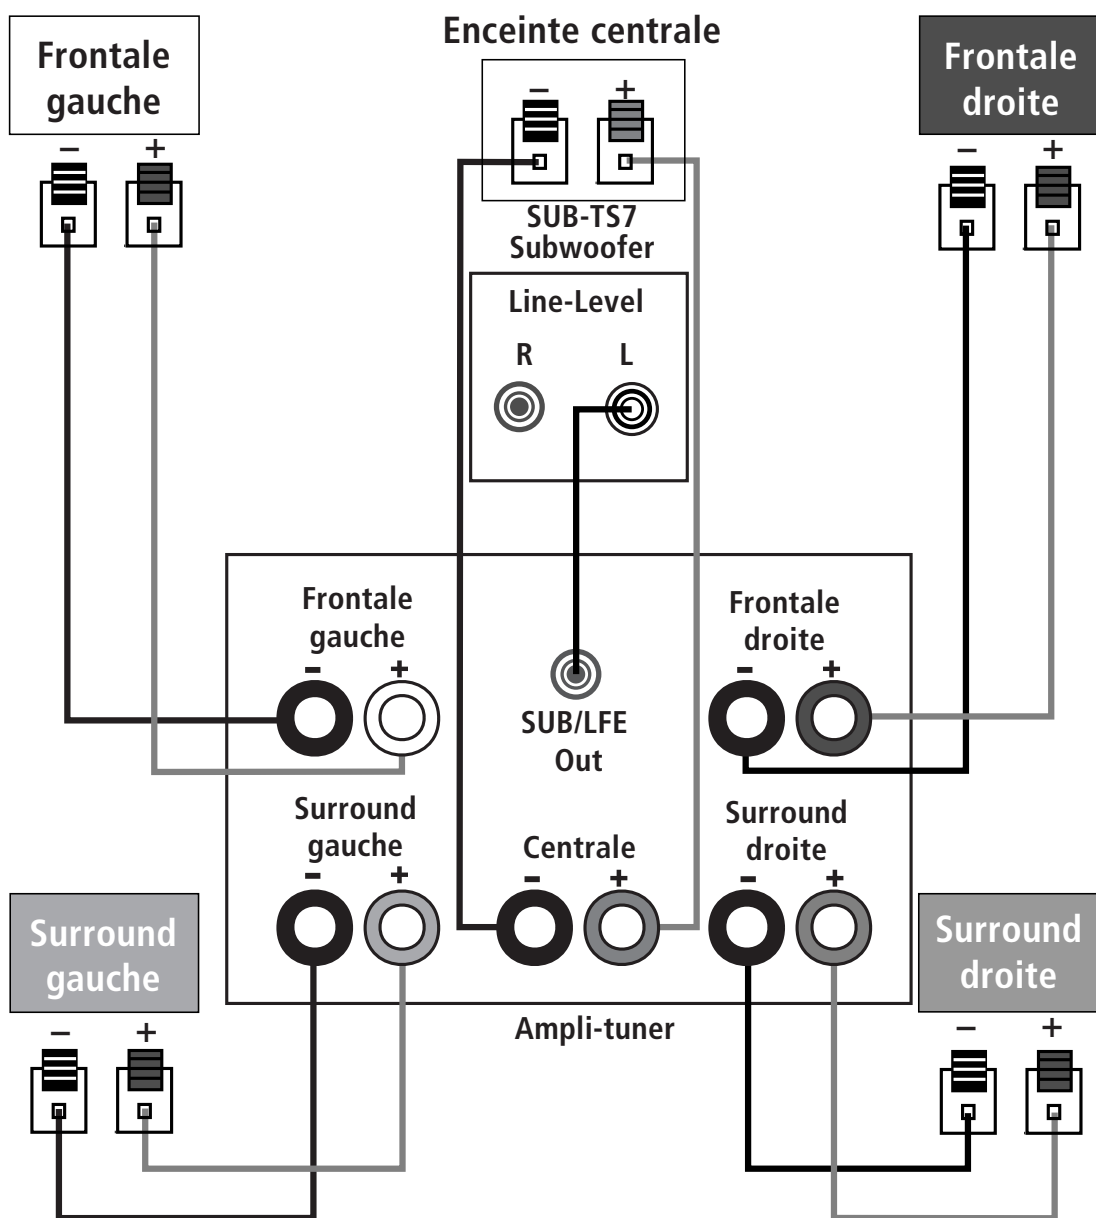 Enceinte centrale
Frontale
gauche
- +
- +
Frontale
droite
- +
SUB-TS7
Subwoofer
Line-Level
R L
Frontale
gauche
- +
SUB/LFE
Out
Frontale
droite
- +
Surround
gauche
- +
Centrale
- +
Surround
droite
- +
Ampli-tuner
Surround
gauche
- +
Surround
droite
- +